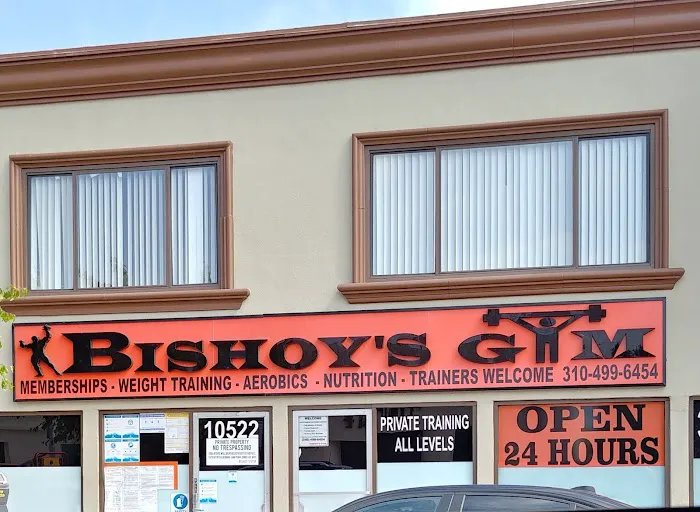 BISHOY'S GYM
MEMBERSHIPS - WEIGHT TRAINING - AEROBICS - NUTRITION - TRAINERS WELCOME 310-499-6454
10522
PRIVATE PROPERTY
NO TRESPASSING
WELCOME
PRIVATE TRAINING
ALL LEVELS
OPEN
24 HOURS